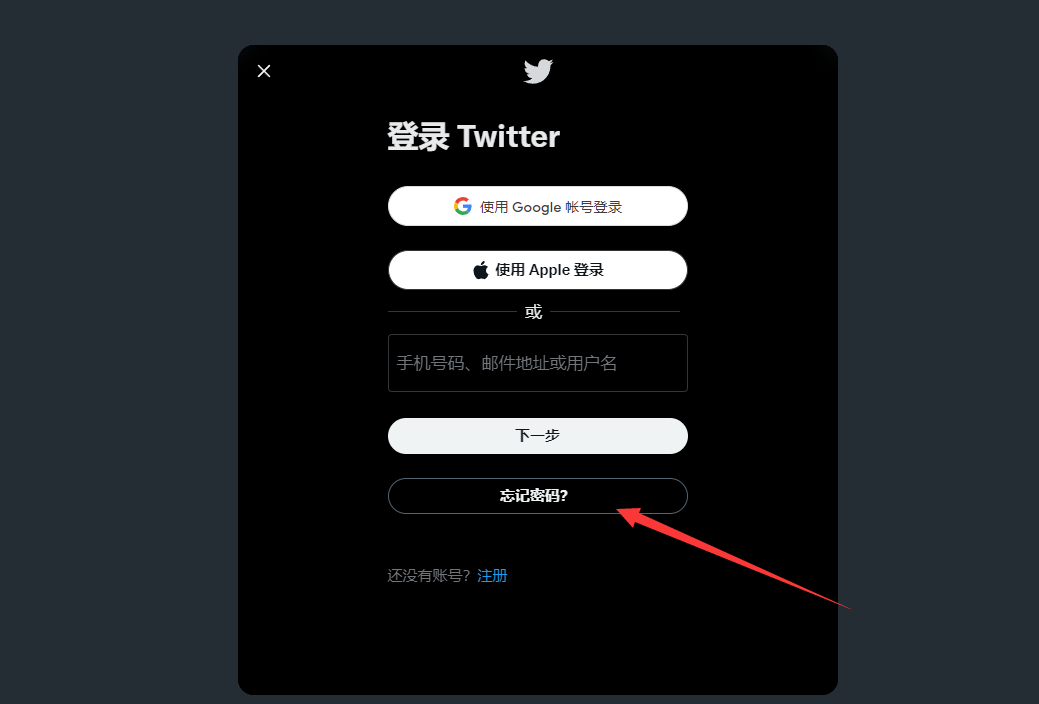 登录 Twitter
使用 Google 帐号登录
使用 Apple 登录
或
手机号码、邮件地址或用户名
下一步
忘记密码?
还没有账号? 注册